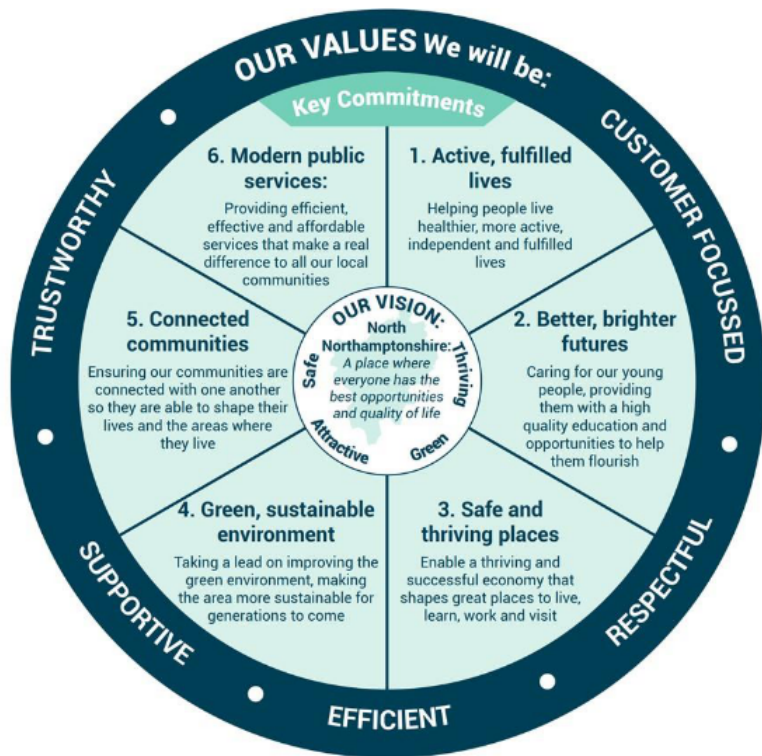 OUR VALUES We will be:
CUSTOMER FOCUSSED
RESPECTFUL
EFFICIENT
SUPPORTIVE
TRUSTWORTHY
Key Commitments
1. Active, fulfilled
lives
Helping people live
healthier, more active,
independent and fulfilled
lives
2. Better, brighter
futures
Caring for our young
people, providing
them with a high
quality education and
opportunities to help
them flourish
3. Safe and
thriving places
Enable a thriving and
successful economy that
shapes great places to live,
learn, work and visit
4. Green, sustainable
environment
Taking a lead on improving the
green environment, making
the area more sustainable for
generations to come
5. Connected
communities
Ensuring our communities are
connected with one another
so they are able to shape their
lives and the areas where
they live
6. Modern public
services:
Providing efficient,
effective and affordable
services that make a real
difference to all our local
communities
OUR VISION:
North
Northamptonshire:
A place where
everyone has the
best opportunities
and quality of life
Safe
Thriving
Green
Attractive